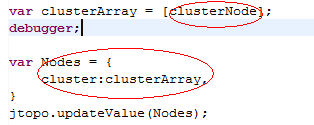 var clusterArray = [clusterNode];
debugger;
var Nodes = {
cluster:clusterArray,
}
jtopo.updateValue(Nodes);